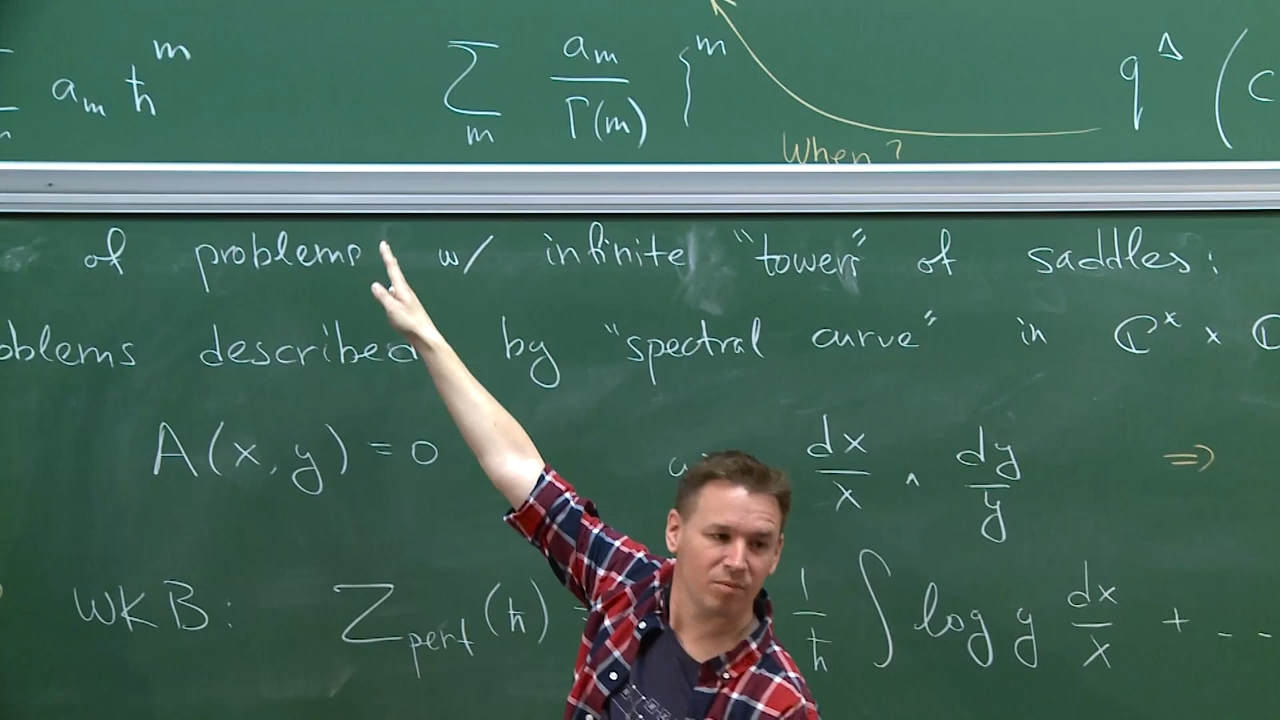 a_m ħ^m    Σ_m a_m / Γ(m) ξ^m    q^Δ ( C
When?
of problems w/ infinite "tower" of saddles:
oblems described by "spectral curve" in ℂ^× ×
A(x, y) = 0    dx/x ∧ dy/y ⇒
WKB: Z_pert(ħ)    1/ħ ∫ log y dx/x + - - -